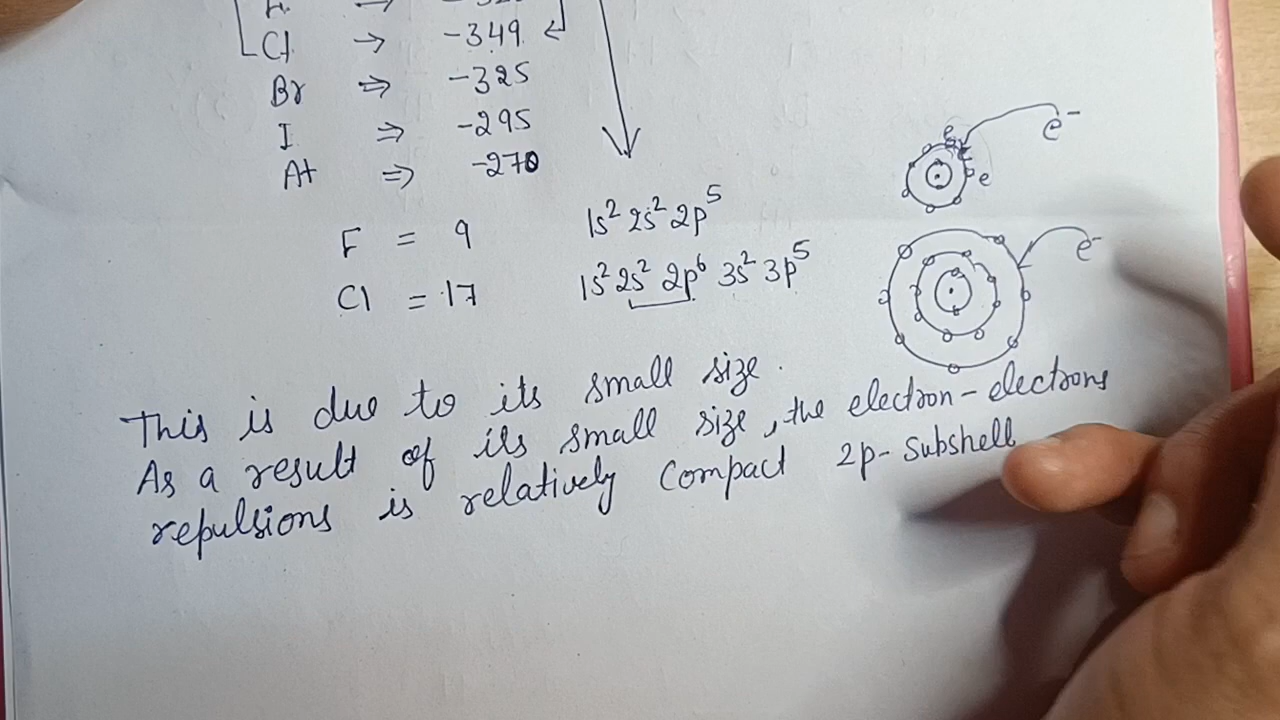 Cl → -349
Br ⇒ -325
I ⇒ -295
At ⇒ -270
F = 9 1s² 2s² 2p⁵
Cl = 17 1s² 2s² 2p⁶ 3s² 3p⁵
e⁻
e
e⁻
This is due to its small size.
As a result of its small size, the electron-electrons
repulsions is relatively compact 2p-subshell